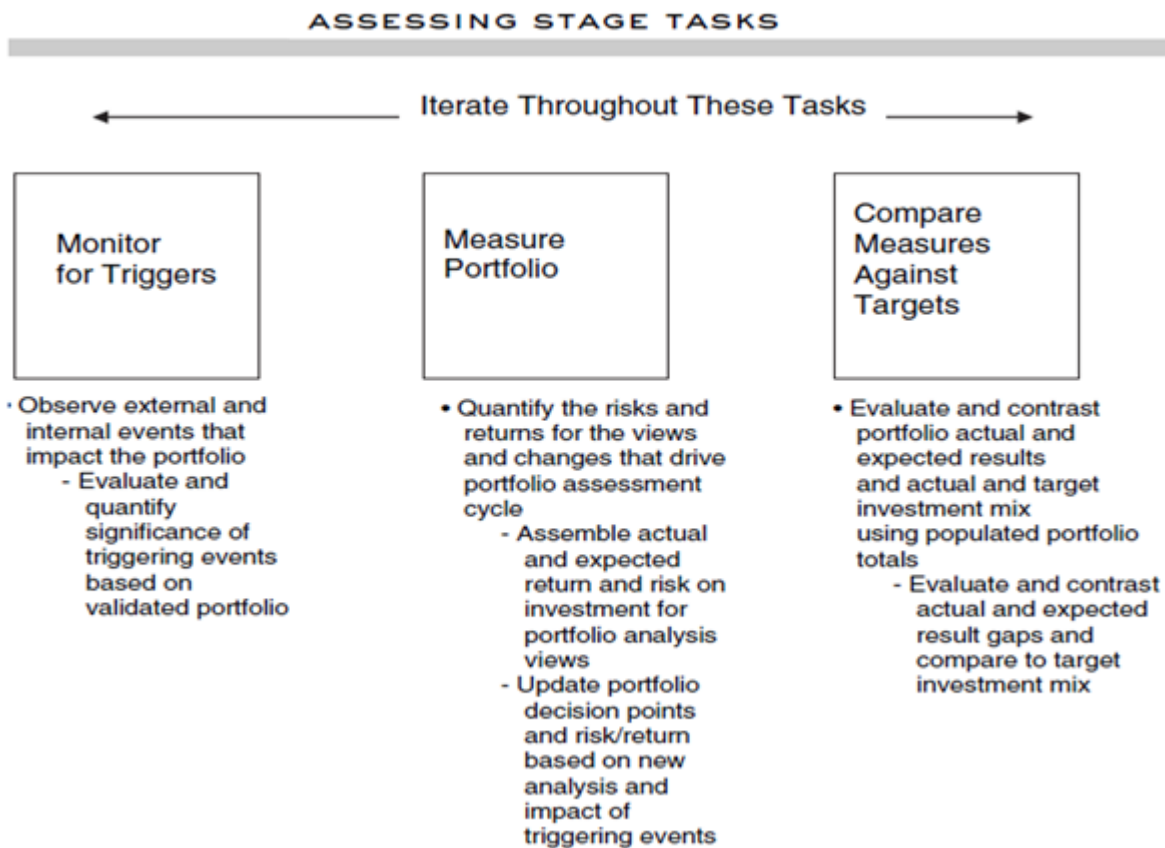 ASSESSING STAGE TASKS
Iterate Throughout These Tasks
Monitor
for Triggers
• Observe external and
internal events that
impact the portfolio
- Evaluate and
quantify
significance of
triggering events
based on
validated portfolio
Measure
Portfolio
• Quantify the risks and
returns for the views
and changes that drive
portfolio assessment
cycle
- Assemble actual
and expected
return and risk on
investment for
portfolio analysis
views
- Update portfolio
decision points
and risk/return
based on new
analysis and
impact of
triggering events
Compare
Measures
Against
Targets
• Evaluate and contrast
portfolio actual and
expected results
and actual and target
investment mix
using populated portfolio
totals
- Evaluate and contrast
actual and expected
result gaps and
compare to target
investment mix